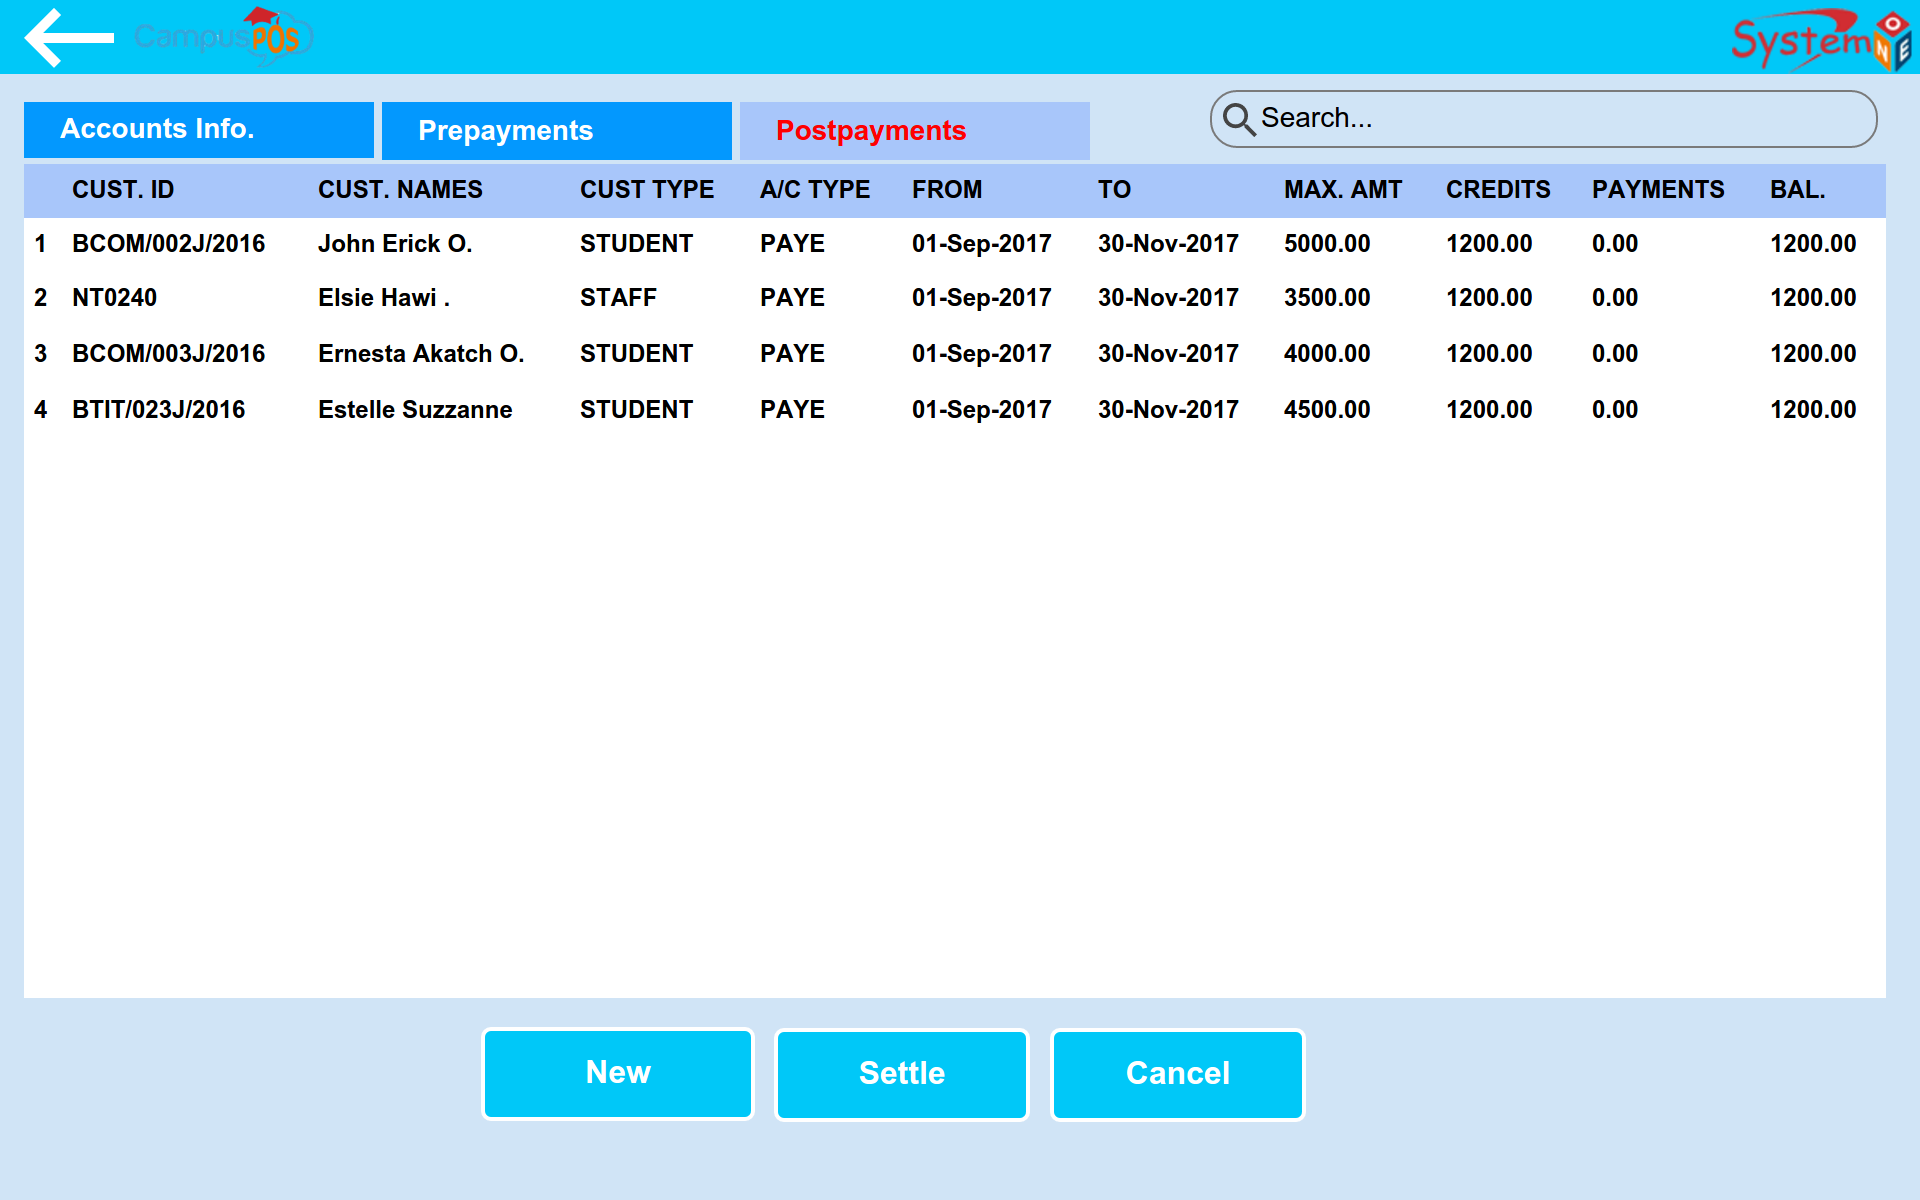 CampusPOS
System ONE
Accounts Info. Prepayments Postpayments Search...
CUST. ID CUST. NAMES CUST TYPE A/C TYPE FROM TO MAX. AMT CREDITS PAYMENTS BAL.
1 BCOM/002J/2016 John Erick O. STUDENT PAYE 01-Sep-2017 30-Nov-2017 5000.00 1200.00 0.00 1200.00
2 NT0240 Elsie Hawi . STAFF PAYE 01-Sep-2017 30-Nov-2017 3500.00 1200.00 0.00 1200.00
3 BCOM/003J/2016 Ernesta Akatch O. STUDENT PAYE 01-Sep-2017 30-Nov-2017 4000.00 1200.00 0.00 1200.00
4 BTIT/023J/2016 Estelle Suzzanne STUDENT PAYE 01-Sep-2017 30-Nov-2017 4500.00 1200.00 0.00 1200.00
New Settle Cancel